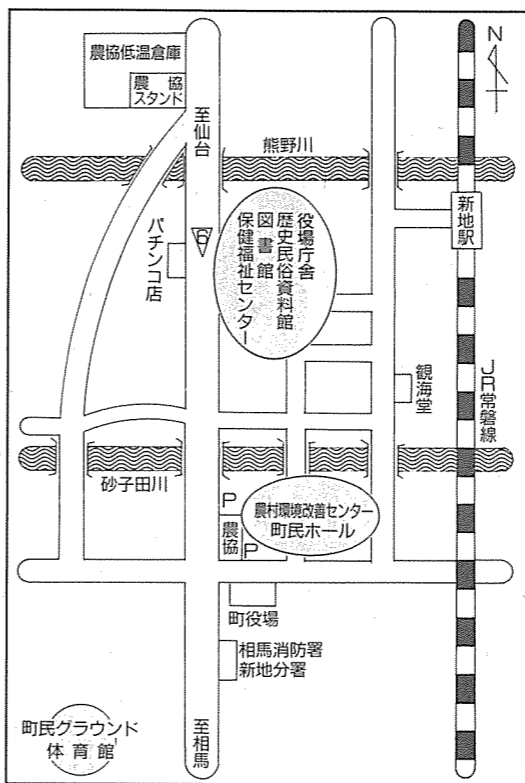 農協低温倉庫
農協
スタンド
至仙台
N
熊野川
新地駅
6
役場庁舎
歴史民俗資料館
図書館
保健福祉センター
パチンコ店
観海堂
JR常磐線
砂子田川
P
農村環境改善センター
町民ホール
農協
P
町役場
相馬消防署
新地分署
町民グラウンド
体育館
至相馬